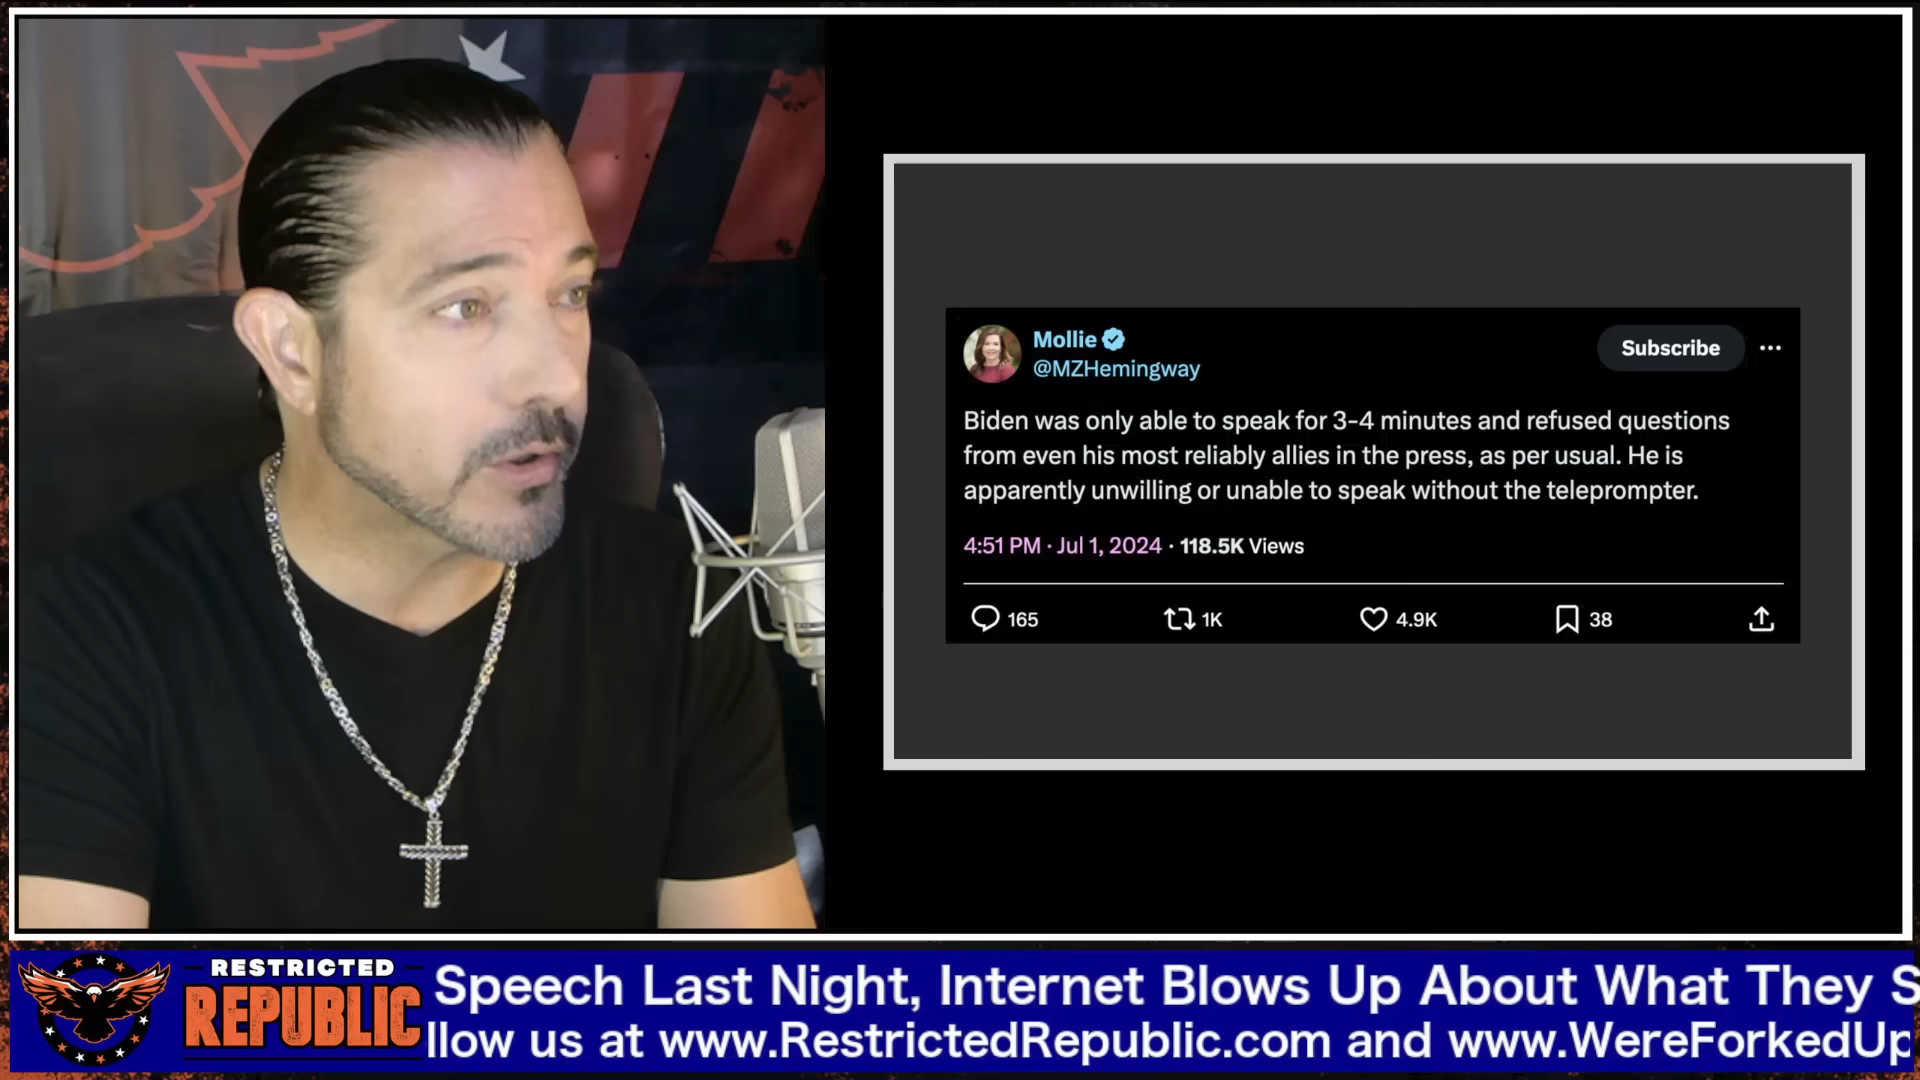 Mollie
@MZHemingway
Subscribe
Biden was only able to speak for 3-4 minutes and refused questions
from even his most reliably allies in the press, as per usual. He is
apparently unwilling or unable to speak without the teleprompter.
4:51 PM · Jul 1, 2024 · 118.5K Views
165 1K 4.9K 38
RESTRICTED
REPUBLIC
Speech Last Night, Internet Blows Up About What They S
llow us at www.RestrictedRepublic.com and www.WereForkedUp